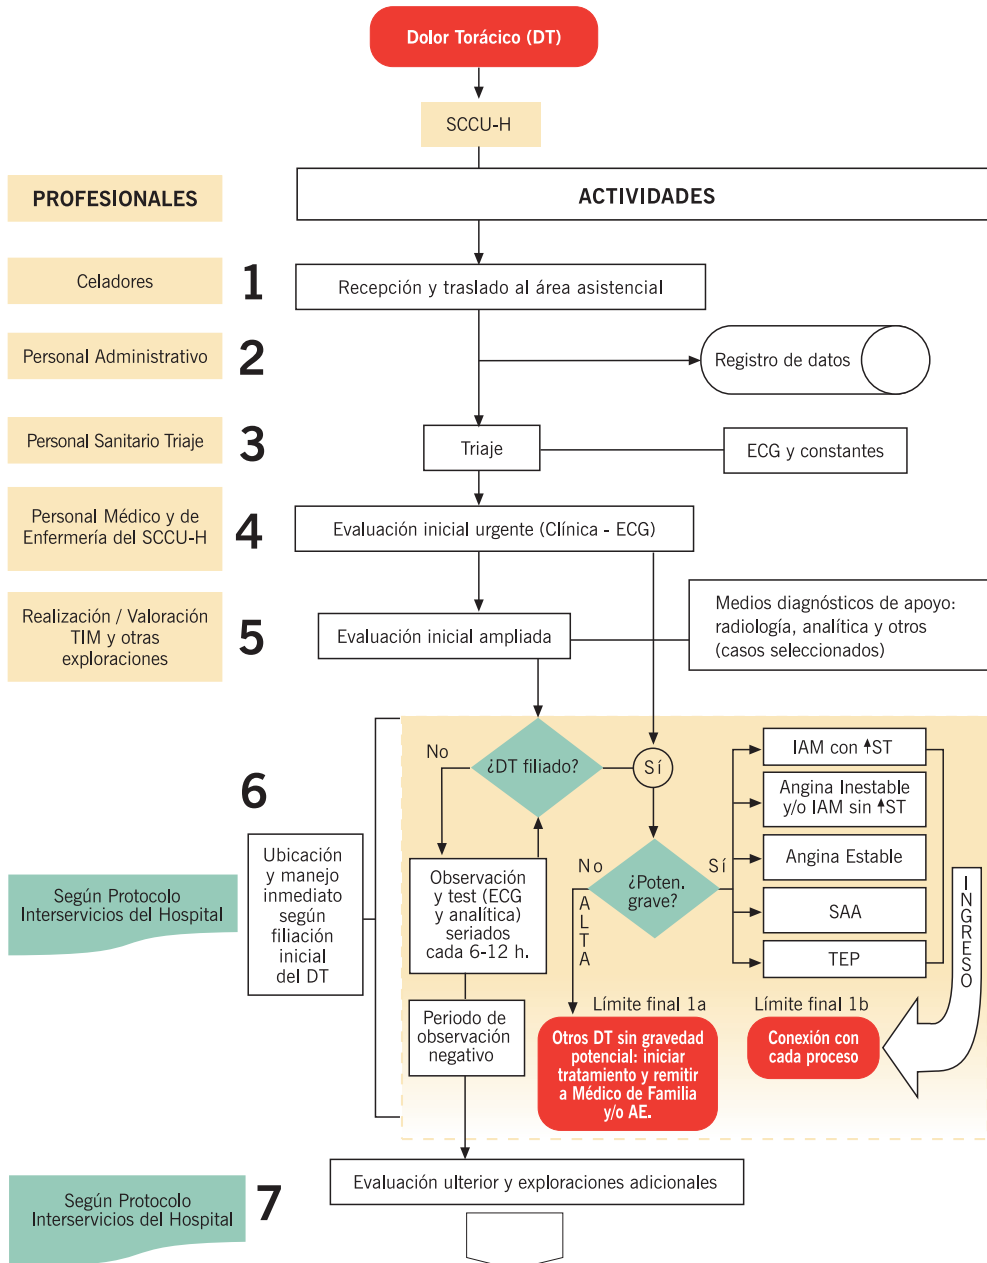 Dolor Torácico (DT)
SCCU-H
PROFESIONALES
ACTIVIDADES
Celadores
1
Recepción y traslado al área asistencial
Personal Administrativo
2
Registro de datos
Personal Sanitario Triaje
3
Triaje
ECG y constantes
Personal Médico y de
Enfermería del SCCU-H
4
Evaluación inicial urgente (Clínica - ECG)
Realización / Valoración
TIM y otras
exploraciones
5
Evaluación inicial ampliada
Medios diagnósticos de apoyo:
radiología, analítica y otros
(casos seleccionados)
6
Según Protocolo
Interservicios del Hospital
Ubicación
y manejo
inmediato
según
filiación
inicial
del DT
No
¿DT filiado?
Sí
Observación
y test (ECG
y analítica)
seriados
cada 6-12 h.
Periodo de
observación
negativo
No
¿Poten.
grave?
Sí
ALTA
IAM con ↑ST
Angina Inestable
y/o IAM sin ↑ST
Angina Estable
SAA
TEP
INGRESO
Límite final 1a
Otros DT sin gravedad
potencial: iniciar
tratamiento y remitir
a Médico de Familia
y/o AE.
Límite final 1b
Conexión con
cada proceso
Según Protocolo
Interservicios del Hospital
7
Evaluación ulterior y exploraciones adicionales